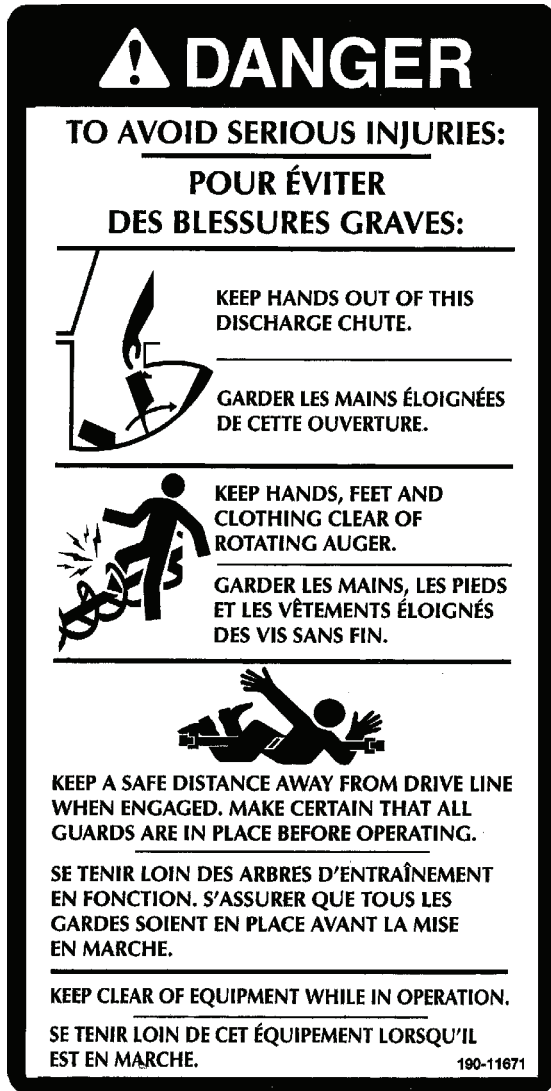 DANGER
TO AVOID SERIOUS INJURIES:
POUR ÉVITER
DES BLESSURES GRAVES:
KEEP HANDS OUT OF THIS
DISCHARGE CHUTE.
GARDER LES MAINS ÉLOIGNÉES
DE CETTE OUVERTURE.
KEEP HANDS, FEET AND
CLOTHING CLEAR OF
ROTATING AUGER.
GARDER LES MAINS, LES PIEDS
ET LES VÊTEMENTS ÉLOIGNÉS
DES VIS SANS FIN.
KEEP A SAFE DISTANCE AWAY FROM DRIVE LINE
WHEN ENGAGED. MAKE CERTAIN THAT ALL
GUARDS ARE IN PLACE BEFORE OPERATING.
SE TENIR LOIN DES ARBRES D'ENTRAÎNEMENT
EN FONCTION. S'ASSURER QUE TOUS LES
GARDES SOIENT EN PLACE AVANT LA MISE
EN MARCHE.
KEEP CLEAR OF EQUIPMENT WHILE IN OPERATION.
SE TENIR LOIN DE CET ÉQUIPEMENT LORSQU'IL
EST EN MARCHE.
190-11671